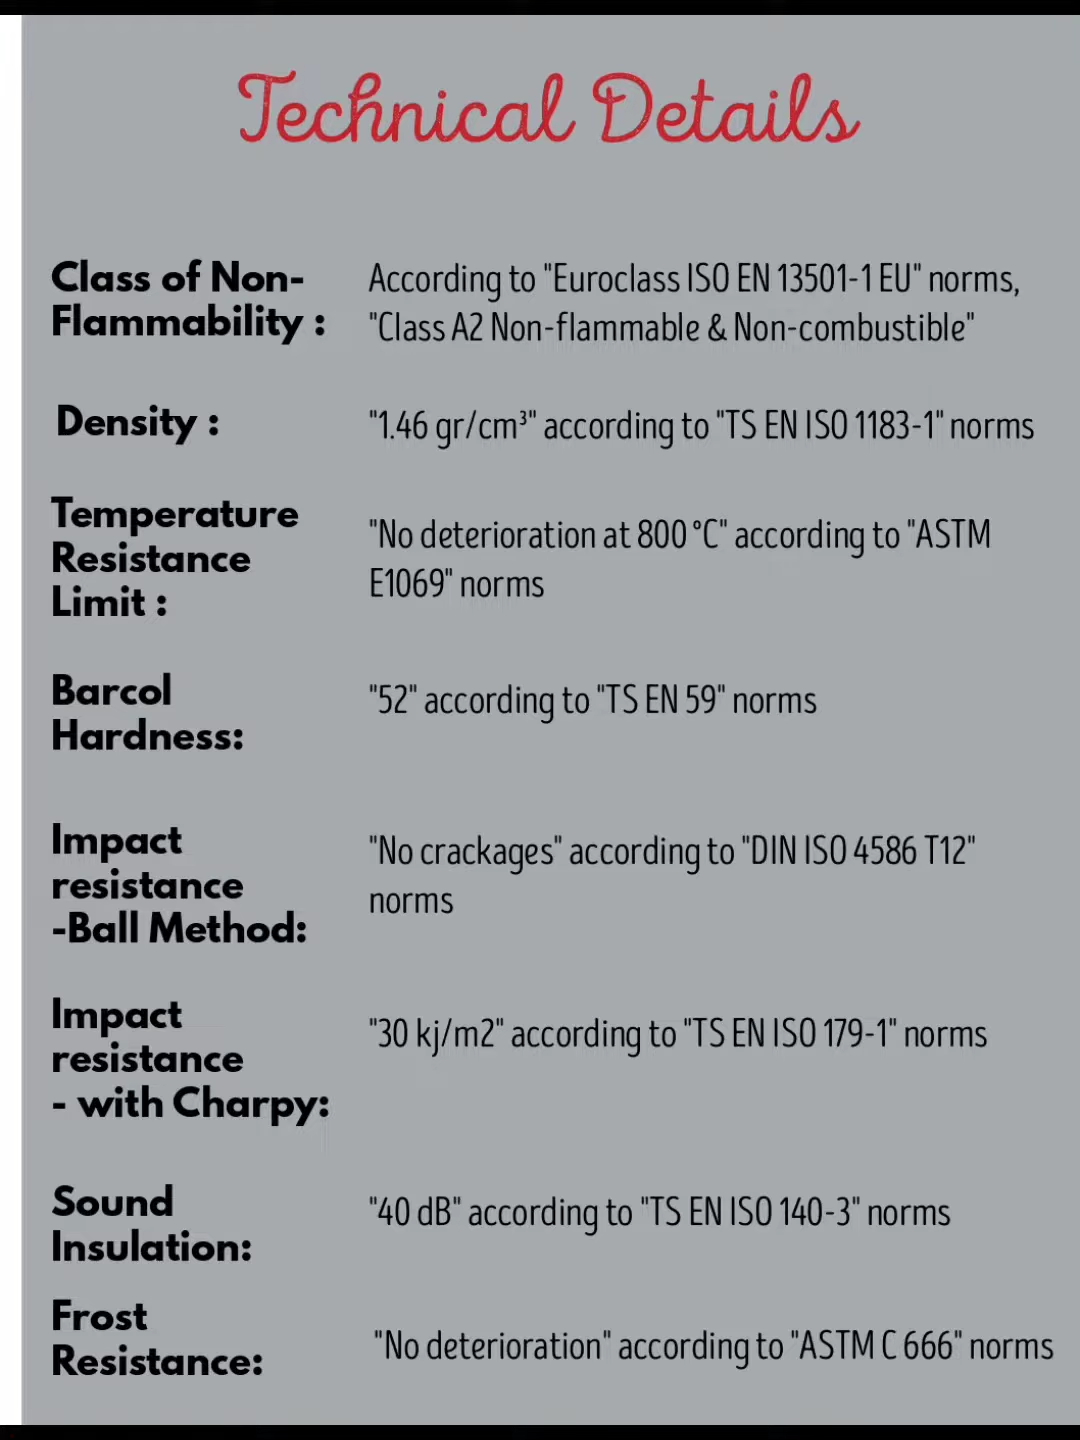 Technical Details
Class of Non-
Flammability :
According to "Euroclass ISO EN 13501-1 EU" norms,
"Class A2 Non-flammable & Non-combustible"
Density :
"1.46 gr/cm³" according to "TS EN ISO 1183-1" norms
Temperature
Resistance
Limit :
"No deterioration at 800 °C" according to "ASTM
E1069" norms
Barcol
Hardness:
"52" according to "TS EN 59" norms
Impact
resistance
-Ball Method:
"No crackages" according to "DIN ISO 4586 T12"
norms
Impact
resistance
- with Charpy:
"30 kj/m2" according to "TS EN ISO 179-1" norms
Sound
Insulation:
"40 dB" according to "TS EN ISO 140-3" norms
Frost
Resistance:
"No deterioration" according to "ASTM C 666" norms